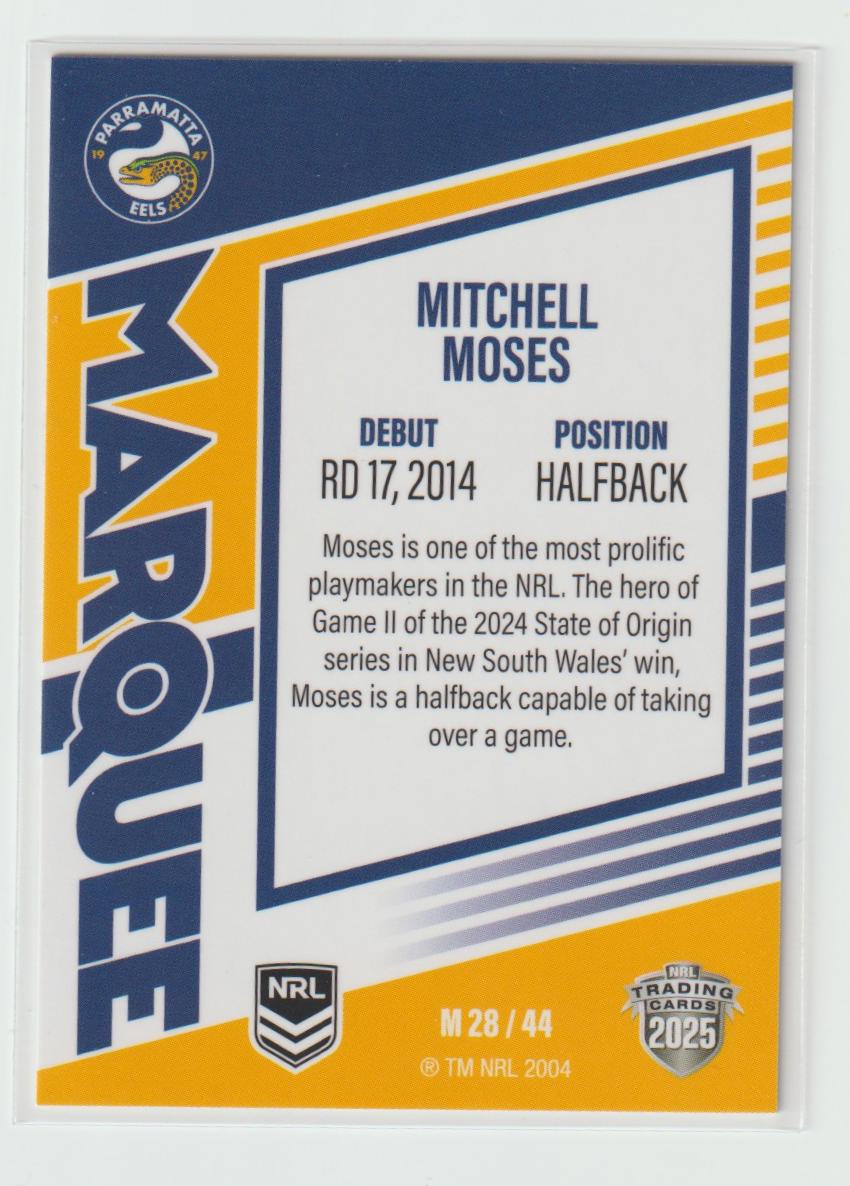 PARRAMATTA
19 47
EELS
MARQUEE
MITCHELL
MOSES
DEBUT POSITION
RD 17, 2014 HALFBACK
Moses is one of the most prolific
playmakers in the NRL. The hero of
Game II of the 2024 State of Origin
series in New South Wales' win,
Moses is a halfback capable of taking
over a game.
NRL
M 28 / 44
® TM NRL 2004
NRL
TRADING
CARDS
2025